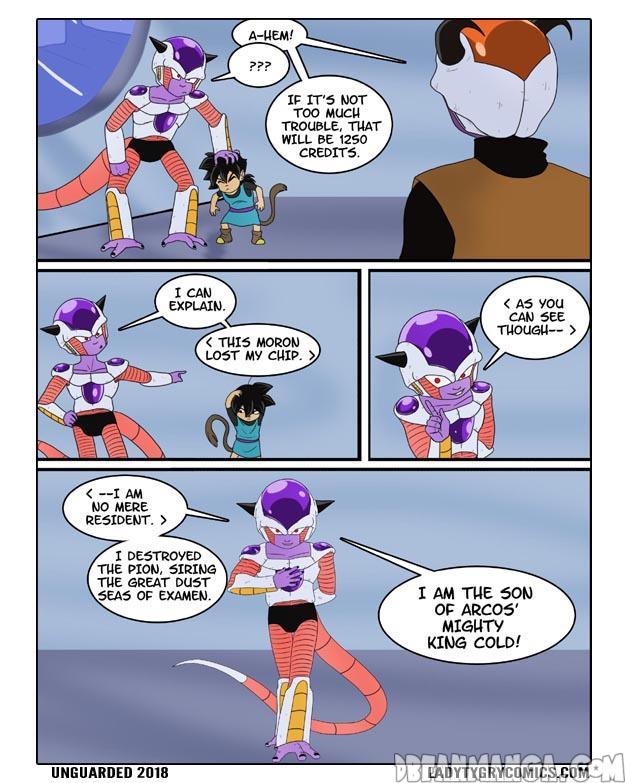 A-HEM!
???
IF IT'S NOT
TOO MUCH
TROUBLE, THAT
WILL BE 1250
CREDITS.
I CAN
EXPLAIN.
< THIS MORON
LOST MY CHIP. >
< AS YOU
CAN SEE
THOUGH-- >
< --I AM
NO MERE
RESIDENT. >
I DESTROYED
THE PION, SIRING
THE GREAT DUST
SEAS OF EXAMEN.
I AM THE SON
OF ARCOS'
MIGHTY
KING COLD!
UNGUARDED 2018
LADYTYGRYCOMICS.COM
DBFANMANGA.COM